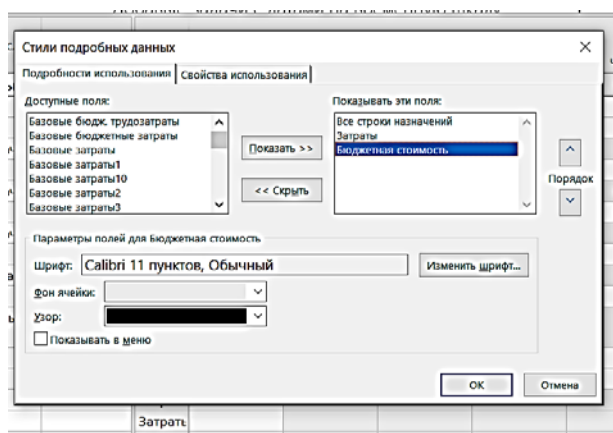 Стили подробных данных
Подробности использования
Свойства использования
Доступные поля:
Базовые бюдж. трудозатраты
Базовые бюджетные затраты
Базовые затраты
Базовые затраты1
Базовые затраты10
Базовые затраты2
Базовые затраты3
Показать >>
<< Скрыть
Показывать эти поля:
Все строки назначений
Затраты
Бюджетная стоимость
Порядок
Параметры полей для Бюджетная стоимость
Шрифт: Calibri 11 пунктов, Обычный
Изменить шрифт...
Фон ячейки:
Узор:
Показывать в меню
ОК
Отмена
Затраты